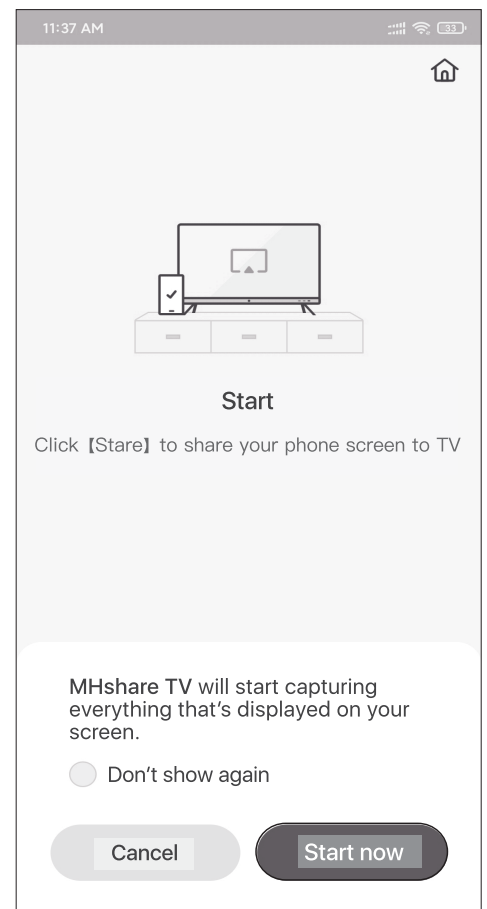 11:37 AM 33
Start
Click【Stare】to share your phone screen to TV
MHshare TV will start capturing
everything that's displayed on your
screen.
Don't show again
Cancel Start now